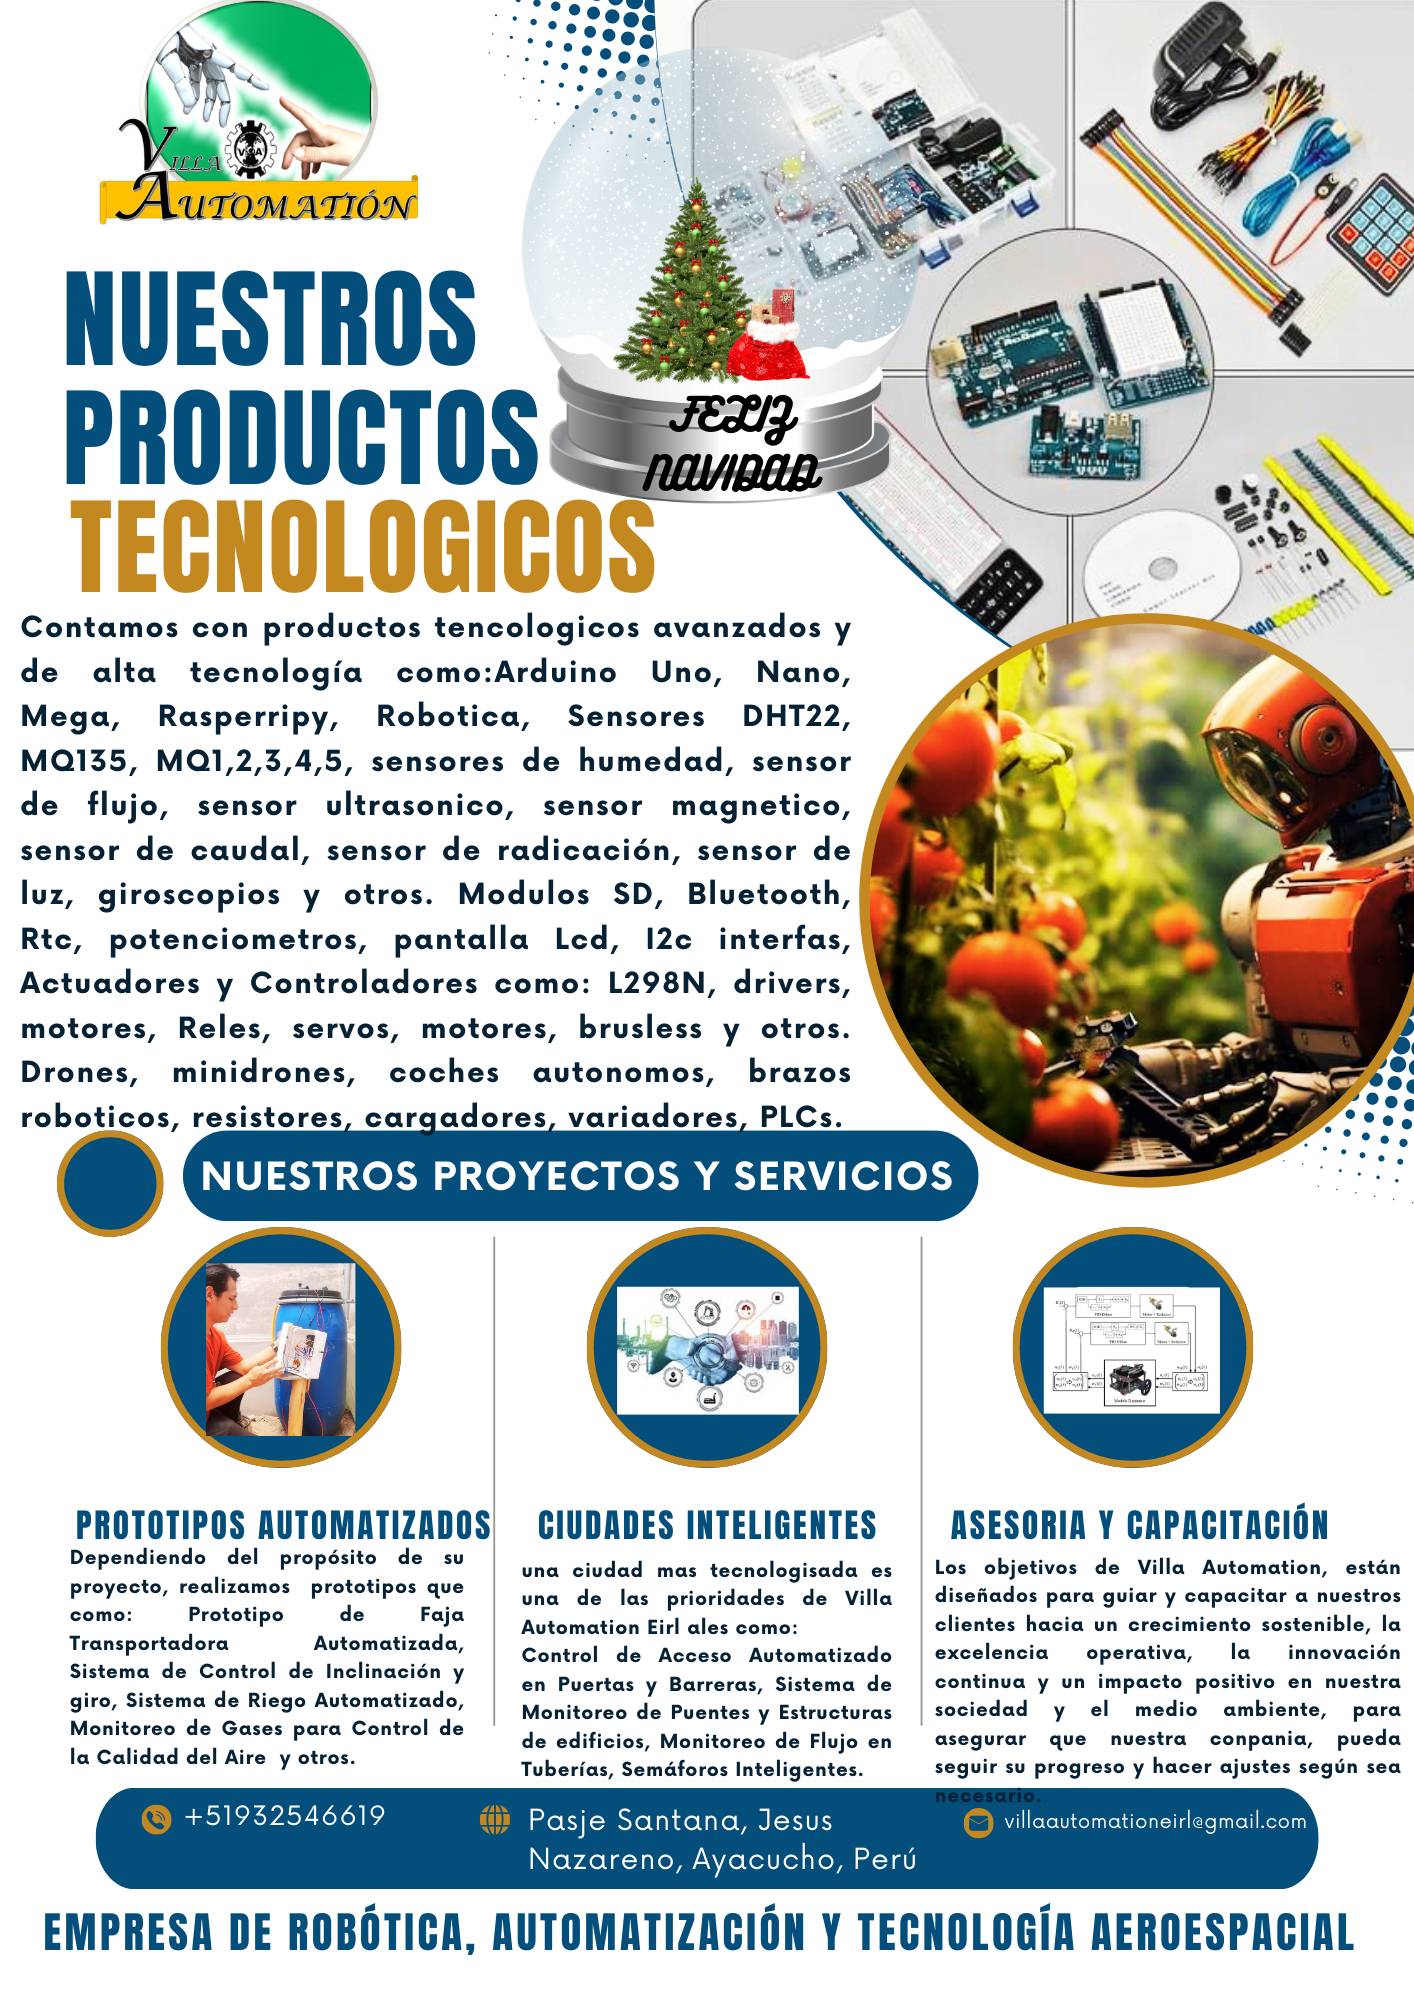 VILLA
VA
AUTOMATIÓN
NUESTROS
PRODUCTOS
TECNOLOGICOS
FELIZ
NAVIDAD
Contamos con productos tencologicos avanzados y
de alta tecnología como:Arduino Uno, Nano,
Mega, Rasperripy, Robotica, Sensores DHT22,
MQ135, MQ1,2,3,4,5, sensores de humedad, sensor
de flujo, sensor ultrasonico, sensor magnetico,
sensor de caudal, sensor de radicación, sensor de
luz, giroscopios y otros. Modulos SD, Bluetooth,
Rtc, potenciometros, pantalla Lcd, I2c interfas,
Actuadores y Controladores como: L298N, drivers,
motores, Reles, servos, motores, brusless y otros.
Drones, minidrones, coches autonomos, brazos
roboticos, resistores, cargadores, variadores, PLCs.
NUESTROS PROYECTOS Y SERVICIOS
PROTOTIPOS AUTOMATIZADOS
Dependiendo del propósito de su
proyecto, realizamos prototipos que
como: Prototipo de Faja
Transportadora Automatizada,
Sistema de Control de Inclinación y
giro, Sistema de Riego Automatizado,
Monitoreo de Gases para Control de
la Calidad del Aire y otros.
CIUDADES INTELIGENTES
una ciudad mas tecnologisada es
una de las prioridades de Villa
Automation Eirl ales como:
Control de Acceso Automatizado
en Puertas y Barreras, Sistema de
Monitoreo de Puentes y Estructuras
de edificios, Monitoreo de Flujo en
Tuberías, Semáforos Inteligentes.
ASESORIA Y CAPACITACIÓN
Los objetivos de Villa Automation, están
diseñados para guiar y capacitar a nuestros
clientes hacia un crecimiento sostenible, la
excelencia operativa, la innovación
continua y un impacto positivo en nuestra
sociedad y el medio ambiente, para
asegurar que nuestra conpania, pueda
seguir su progreso y hacer ajustes según sea
necesario.
+51932546619
Pasje Santana, Jesus
Nazareno, Ayacucho, Perú
villaautomationeirl@gmail.com
EMPRESA DE ROBÓTICA, AUTOMATIZACIÓN Y TECNOLOGÍA AEROESPACIAL